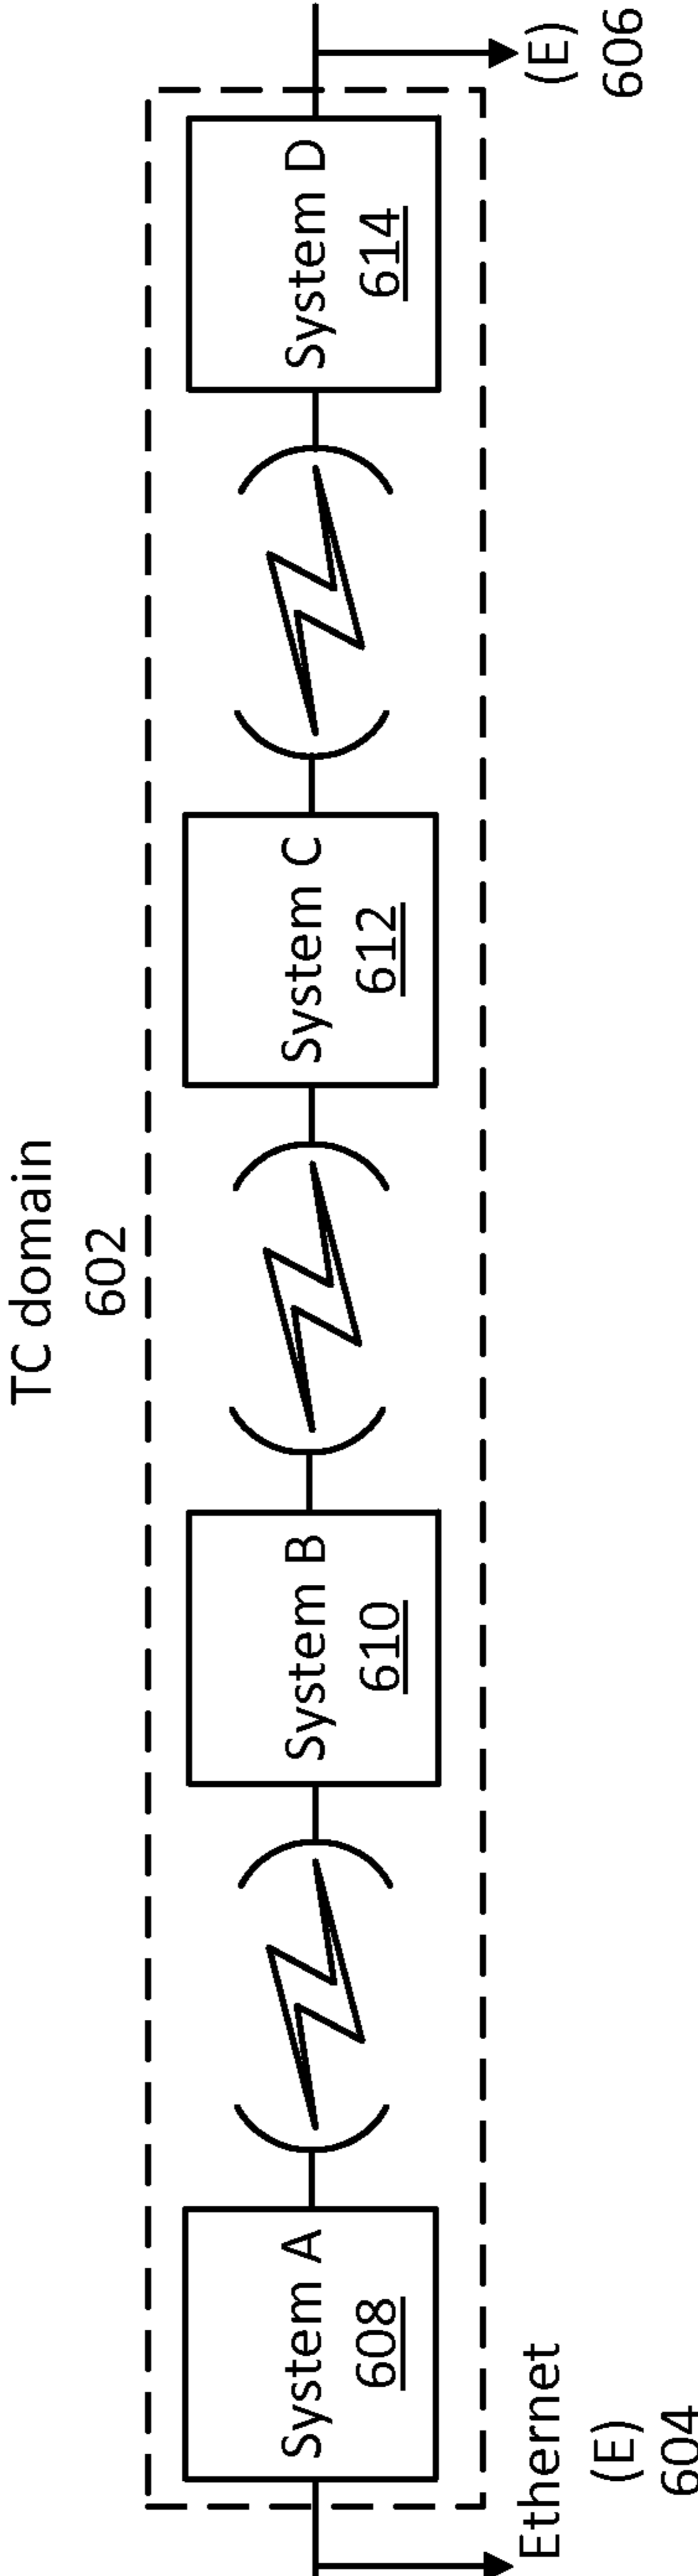 TC domain
602
System A
608
System B
610
System C
612
System D
614
Ethernet
(E)
604
(E)
606